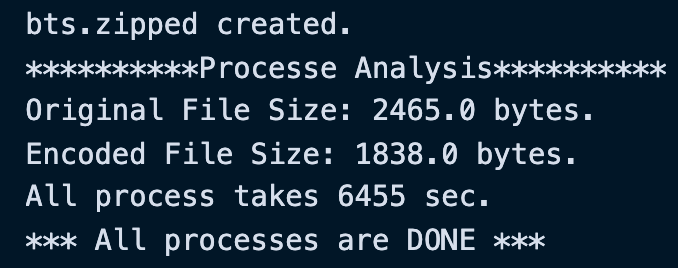 bts.zipped created.
**********Processe Analysis**********
Original File Size: 2465.0 bytes.
Encoded File Size: 1838.0 bytes.
All process takes 6455 sec.
*** All processes are DONE ***